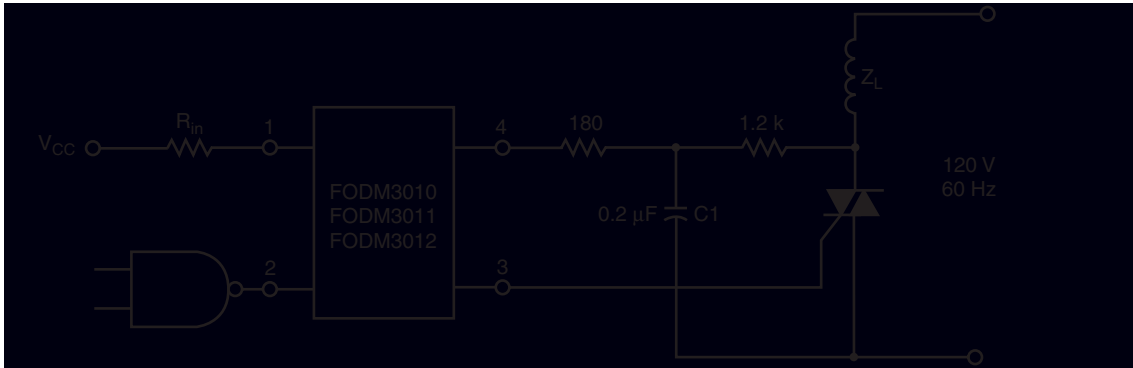 Z_L
V_CC
R_in
1
4
180
1.2 k
120 V
60 Hz
FODM3010
FODM3011
FODM3012
0.2 µF
C1
2
3